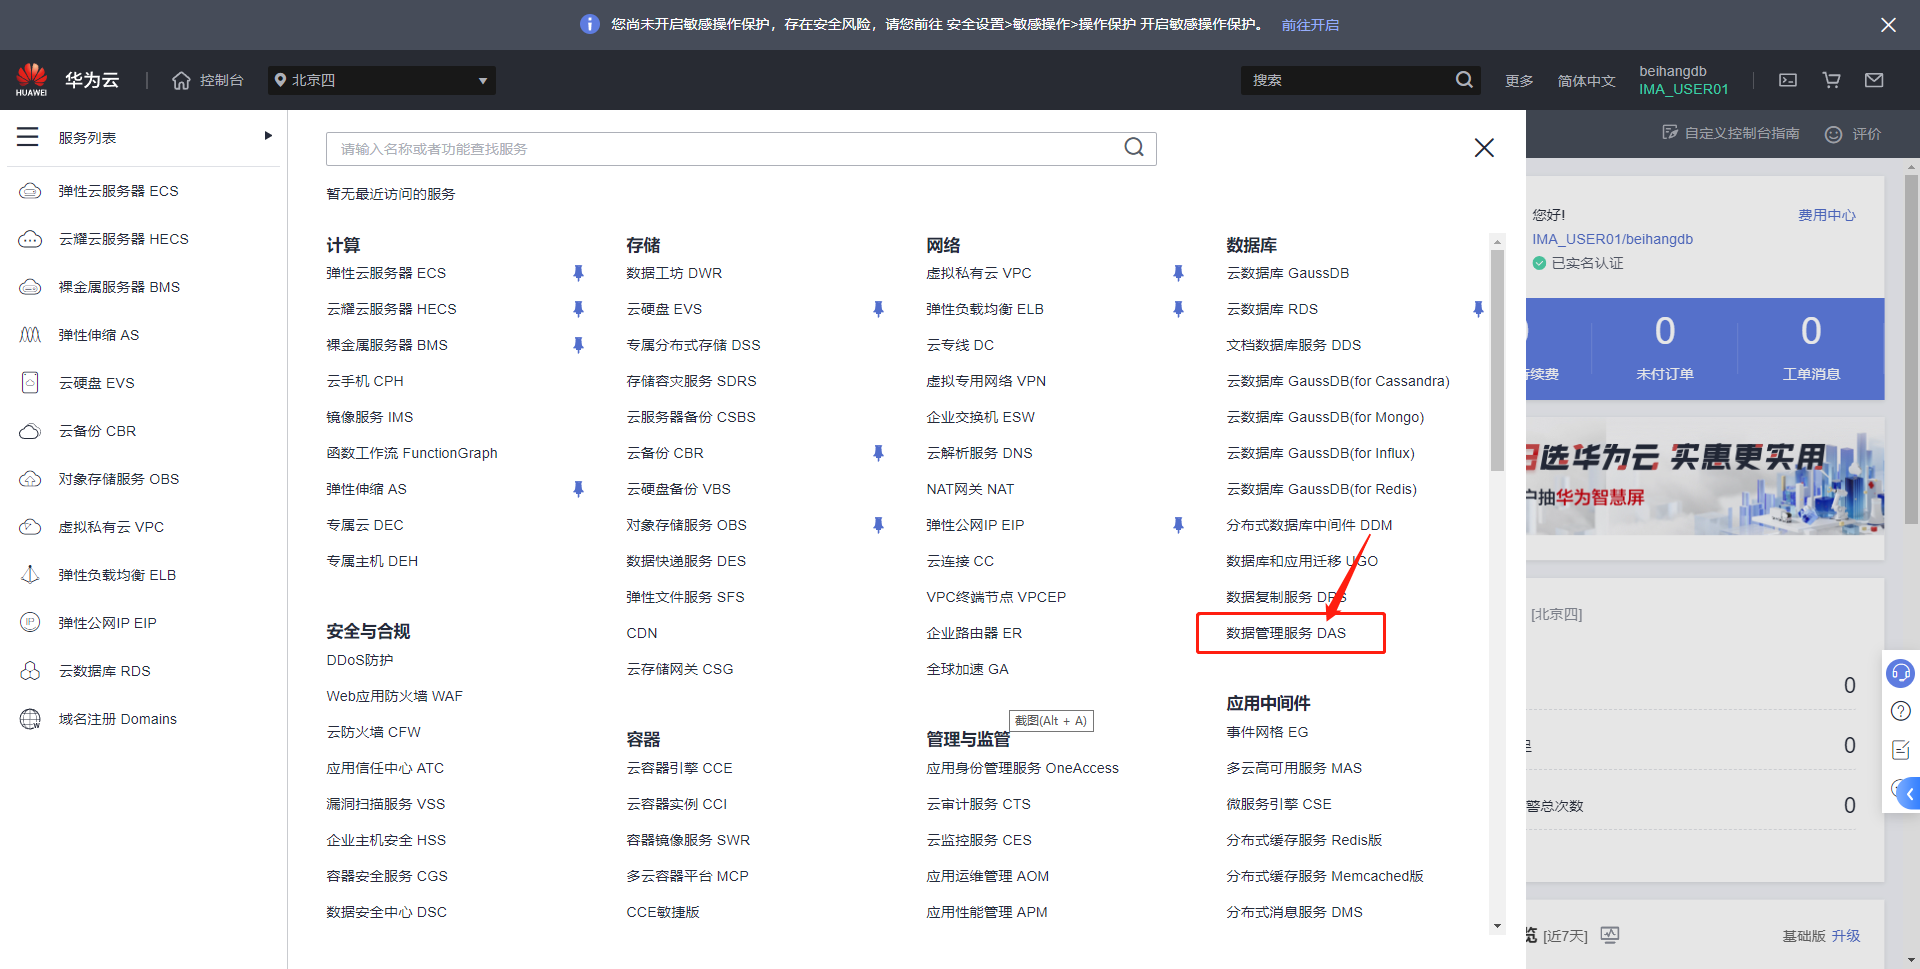 您尚未开启敏感操作保护，存在安全风险，请您前往 安全设置>敏感操作>操作保护 开启敏感操作保护。 前往开启
HUAWEI 华为云 控制台 北京四 搜索 更多 简体中文 beihangdb
IMA_USER01
自定义控制台指南 评价
服务列表
弹性云服务器 ECS
云耀云服务器 HECS
裸金属服务器 BMS
弹性伸缩 AS
云硬盘 EVS
云备份 CBR
对象存储服务 OBS
虚拟私有云 VPC
弹性负载均衡 ELB
IP 弹性公网IP EIP
云数据库 RDS
域名注册 Domains
请输入名称或者功能查找服务
暂无最近访问的服务
计算
弹性云服务器 ECS
云耀云服务器 HECS
裸金属服务器 BMS
云手机 CPH
镜像服务 IMS
函数工作流 FunctionGraph
弹性伸缩 AS
专属云 DEC
专属主机 DEH
安全与合规
DDoS防护
Web应用防火墙 WAF
云防火墙 CFW
应用信任中心 ATC
漏洞扫描服务 VSS
企业主机安全 HSS
容器安全服务 CGS
数据安全中心 DSC
存储
数据工坊 DWR
云硬盘 EVS
专属分布式存储 DSS
存储容灾服务 SDRS
云服务器备份 CSBS
云备份 CBR
云硬盘备份 VBS
对象存储服务 OBS
数据快递服务 DES
弹性文件服务 SFS
CDN
云存储网关 CSG
容器
云容器引擎 CCE
云容器实例 CCI
容器镜像服务 SWR
多云容器平台 MCP
CCE敏捷版
网络
虚拟私有云 VPC
弹性负载均衡 ELB
云专线 DC
虚拟专用网络 VPN
企业交换机 ESW
云解析服务 DNS
NAT网关 NAT
弹性公网IP EIP
云连接 CC
VPC终端节点 VPCEP
企业路由器 ER
全球加速 GA
截图(Alt + A)
管理与监管
应用身份管理服务 OneAccess
云审计服务 CTS
云监控服务 CES
应用运维管理 AOM
应用性能管理 APM
数据库
云数据库 GaussDB
云数据库 RDS
文档数据库服务 DDS
云数据库 GaussDB(for Cassandra)
云数据库 GaussDB(for Mongo)
云数据库 GaussDB(for Influx)
云数据库 GaussDB(for Redis)
分布式数据库中间件 DDM
数据库和应用迁移 UGO
数据复制服务 DRS
数据管理服务 DAS
应用中间件
事件网格 EG
多云高可用服务 MAS
微服务引擎 CSE
分布式缓存服务 Redis版
分布式缓存服务 Memcached版
分布式消息服务 DMS
您好! 费用中心
IMA_USER01/beihangdb
已实名认证
0 0
续费 未付订单 工单消息
选华为云 实惠更实用
户抽华为智慧屏
[北京四]
0
0
警总次数 0
览 [近7天] 基础版 升级